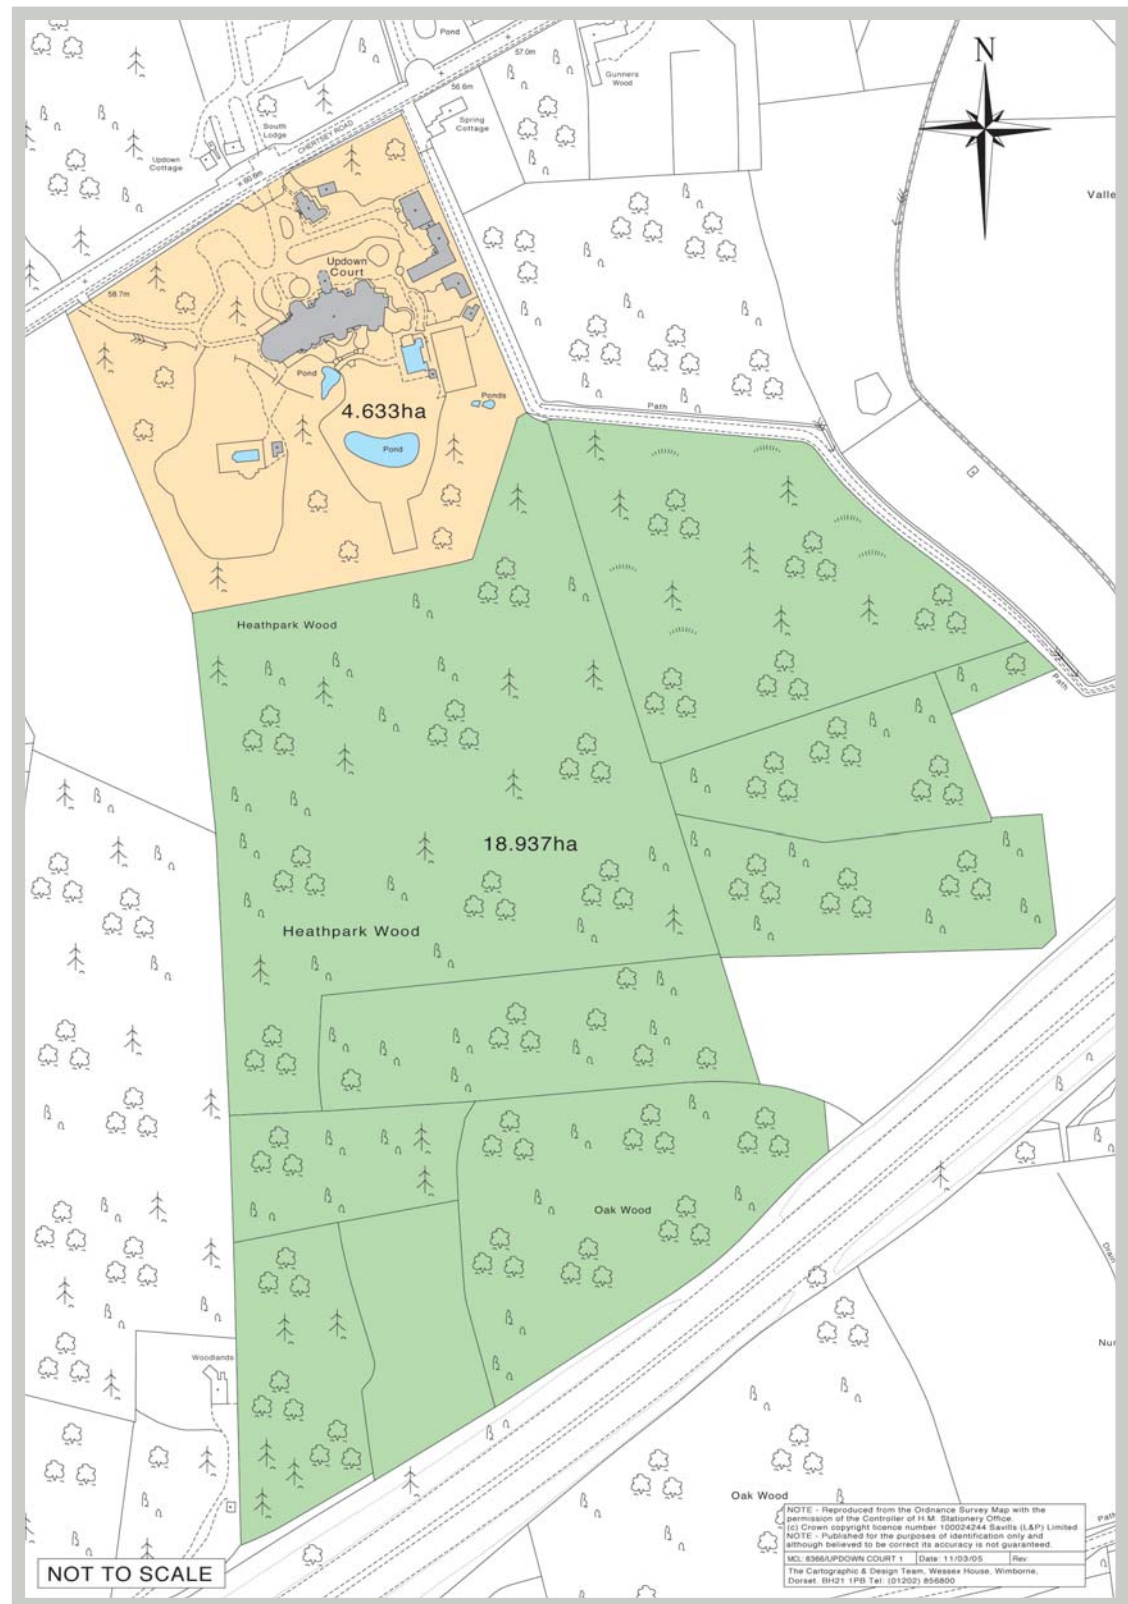 Pond
57.0m
N
Gunners
Wood
56.6m
Spring
Cottage
South
Lodge
CHERTSEY ROAD
Updown
Cottage
60.6m
Valle
Updown
Court
58.7m
Pond
Ponds
4.633ha
Path
Pond
Heathpark Wood
Path
18.937ha
Heathpark Wood
Oak Wood
Drain
Nur
Woodlands
Oak Wood
Path
NOTE - Reproduced from the Ordnance Survey Map with the
permission of the Controller of H.M. Stationery Office.
(c) Crown copyright licence number 100024244 Savills (L&P) Limited
NOTE - Published for the purposes of identification only and
although believed to be correct its accuracy is not guaranteed.
MCL: 6366/UPDOWN COURT 1 Date: 11/03/05 Rev:
The Cartographic & Design Team, Wessex House, Wimborne,
Dorset. BH21 1PB Tel: (01202) 856800
NOT TO SCALE